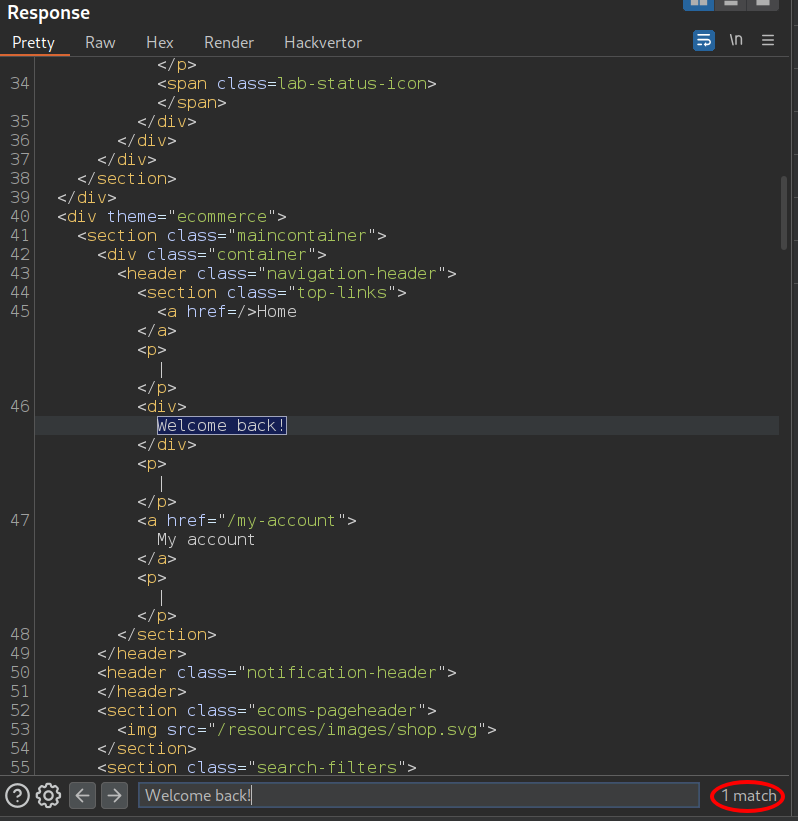 Response
Pretty Raw Hex Render Hackvertor \n
</p>
34 <span class=lab-status-icon>
</span>
35 </div>
36 </div>
37 </div>
38 </section>
39 </div>
40 <div theme="ecommerce">
41 <section class="maincontainer">
42 <div class="container">
43 <header class="navigation-header">
44 <section class="top-links">
45 <a href=/>Home
</a>
<p>
|
</p>
46 <div>
Welcome back!
</div>
<p>
|
</p>
47 <a href="/my-account">
My account
</a>
<p>
|
</p>
48 </section>
49 </header>
50 <header class="notification-header">
51 </header>
52 <section class="ecoms-pageheader">
53 <img src="/resources/images/shop.svg">
54 </section>
55 <section class="search-filters">
? Welcome back! 1 match